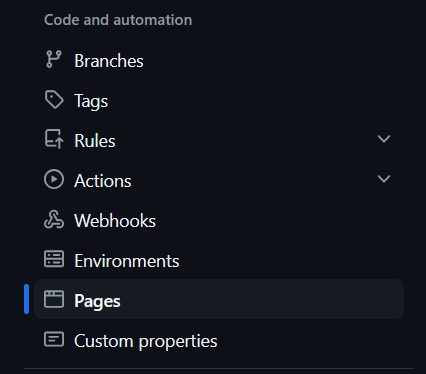 Code and automation
Branches
Tags
Rules
Actions
Webhooks
Environments
Pages
Custom properties